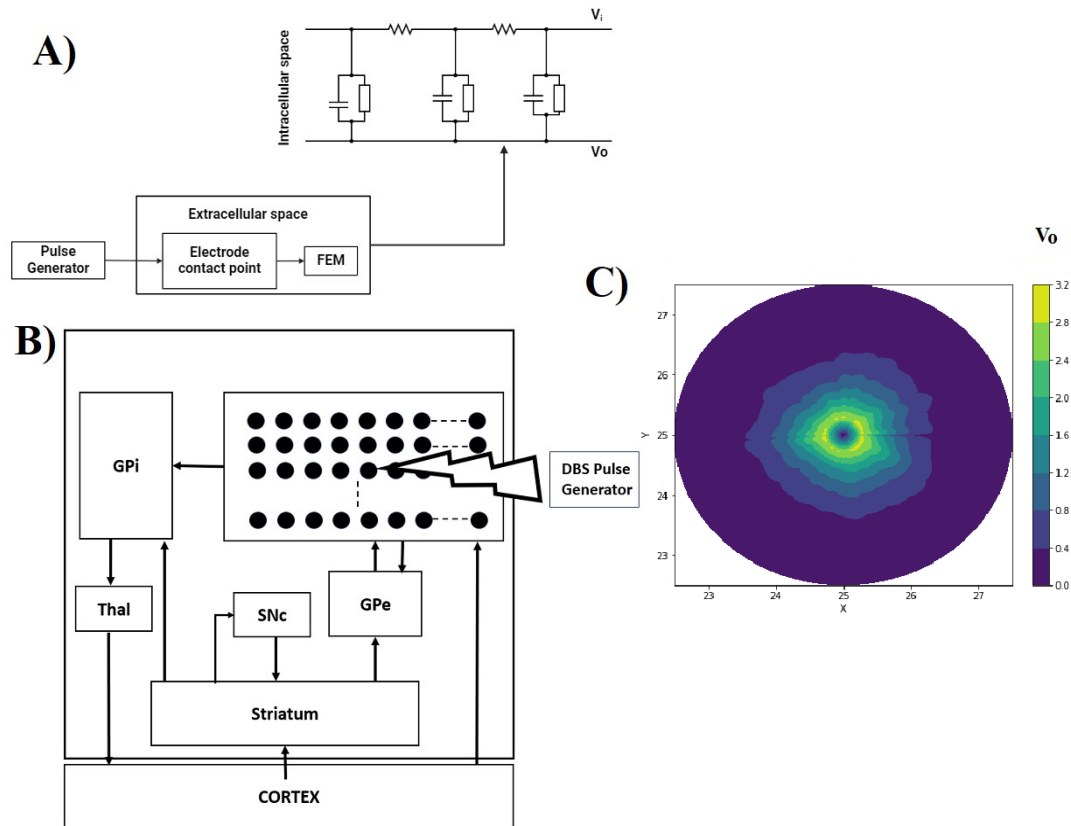 A)
Intracellular space
Vi
Vo
Extracellular space
Pulse
Generator
Electrode
contact point
FEM
B)
GPi
DBS Pulse
Generator
Thal
SNc
GPe
Striatum
CORTEX
C)
Vo
27
26
25
24
23
Y
23
24
25
26
27
X
3.2
2.8
2.4
2.0
1.6
1.2
0.8
0.4
0.0